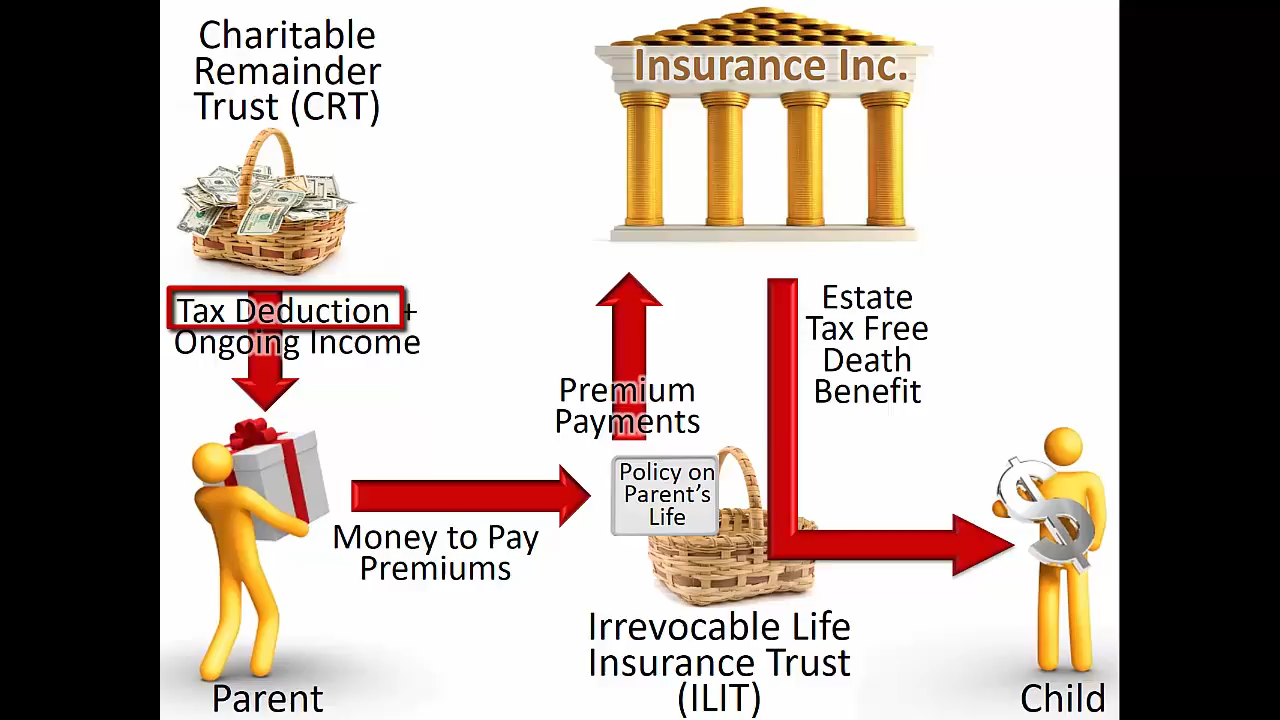 Charitable
Remainder
Trust (CRT)
Insurance Inc.
Tax Deduction +
Ongoing Income
Estate
Tax Free
Death
Benefit
Premium
Payments
Policy on
Parent's
Life
Money to Pay
Premiums
Irrevocable Life
Insurance Trust
(ILIT)
Parent
Child